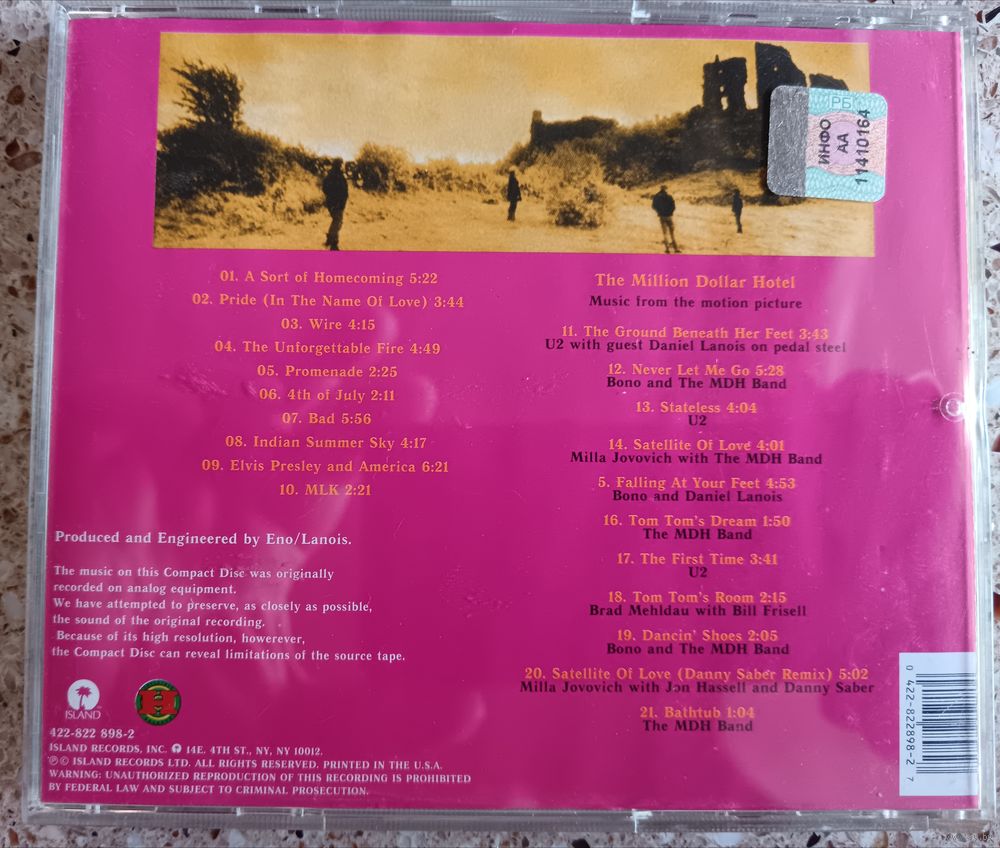 РБ
ИНФО
АА
11410164
01. A Sort of Homecoming 5:22
02. Pride (In The Name Of Love) 3:44
03. Wire 4:15
04. The Unforgettable Fire 4:49
05. Promenade 2:25
06. 4th of July 2:11
07. Bad 5:56
08. Indian Summer Sky 4:17
09. Elvis Presley and America 6:21
10. MLK 2:21
Produced and Engineered by Eno/Lanois.
The music on this Compact Disc was originally
recorded on analog equipment.
We have attempted to preserve, as closely as possible,
the sound of the original recording.
Because of its high resolution, howerever,
the Compact Disc can reveal limitations of the source tape.
ISLAND
422-822 898-2
ISLAND RECORDS, INC. 14E. 4TH ST., NY, NY 10012.
℗ © ISLAND RECORDS LTD. ALL RIGHTS RESERVED. PRINTED IN THE U.S.A.
WARNING: UNAUTHORIZED REPRODUCTION OF THIS RECORDING IS PROHIBITED
BY FEDERAL LAW AND SUBJECT TO CRIMINAL PROSECUTION.
The Million Dollar Hotel
Music from the motion picture
11. The Ground Beneath Her Feet 3:43
U2 with guest Daniel Lanois on pedal steel
12. Never Let Me Go 5:28
Bono and The MDH Band
13. Stateless 4:04
U2
14. Satellite Of Love 4:01
Milla Jovovich with The MDH Band
5. Falling At Your Feet 4:53
Bono and Daniel Lanois
16. Tom Tom's Dream 1:50
The MDH Band
17. The First Time 3:41
U2
18. Tom Tom's Room 2:15
Brad Mehldau with Bill Frisell
19. Dancin' Shoes 2:05
Bono and The MDH Band
20. Satellite Of Love (Danny Saber Remix) 5:02
Milla Jovovich with Jon Hassell and Danny Saber
21. Bathtub 1:04
The MDH Band
0 422-822898-2 7